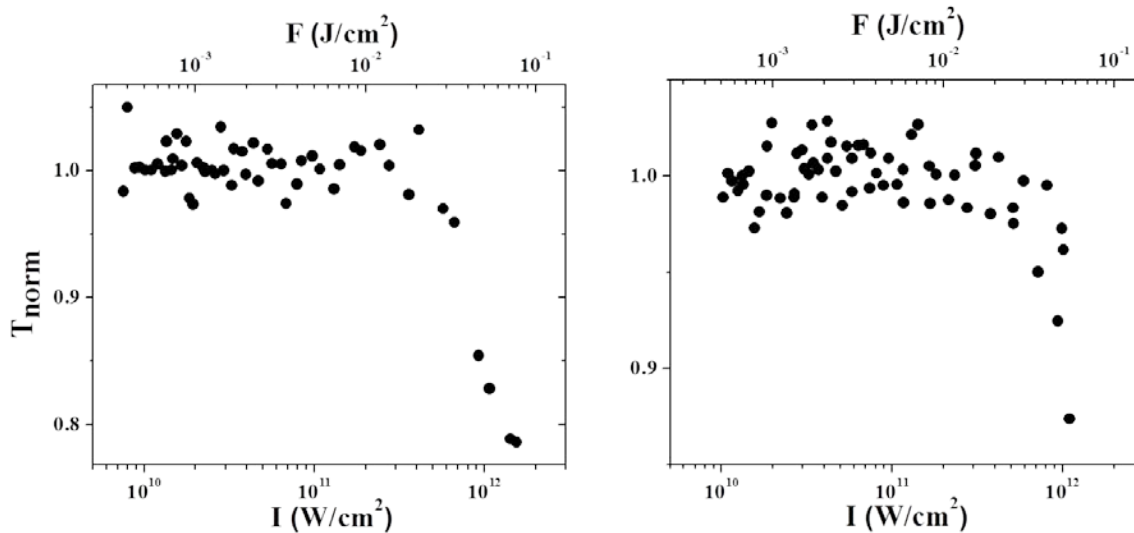 F (J/cm²)
10⁻³ 10⁻² 10⁻¹
T_norm
1.0
0.9
0.8
10¹⁰ 10¹¹ 10¹²
I (W/cm²)
F (J/cm²)
10⁻³ 10⁻² 10⁻¹
1.0
0.9
10¹⁰ 10¹¹ 10¹²
I (W/cm²)